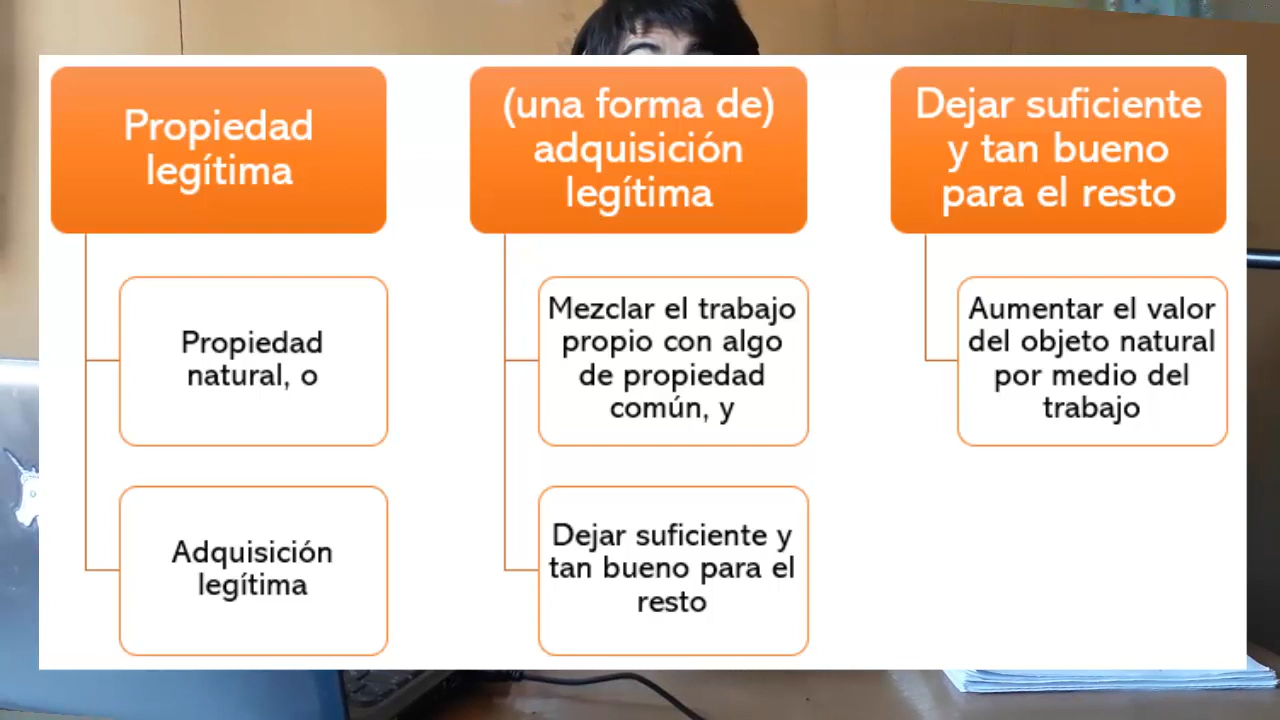 Propiedad
legítima
Propiedad
natural, o
Adquisición
legítima
(una forma de)
adquisición
legítima
Mezclar el trabajo
propio con algo
de propiedad
común, y
Dejar suficiente y
tan bueno para el
resto
Dejar suficiente
y tan bueno
para el resto
Aumentar el valor
del objeto natural
por medio del
trabajo